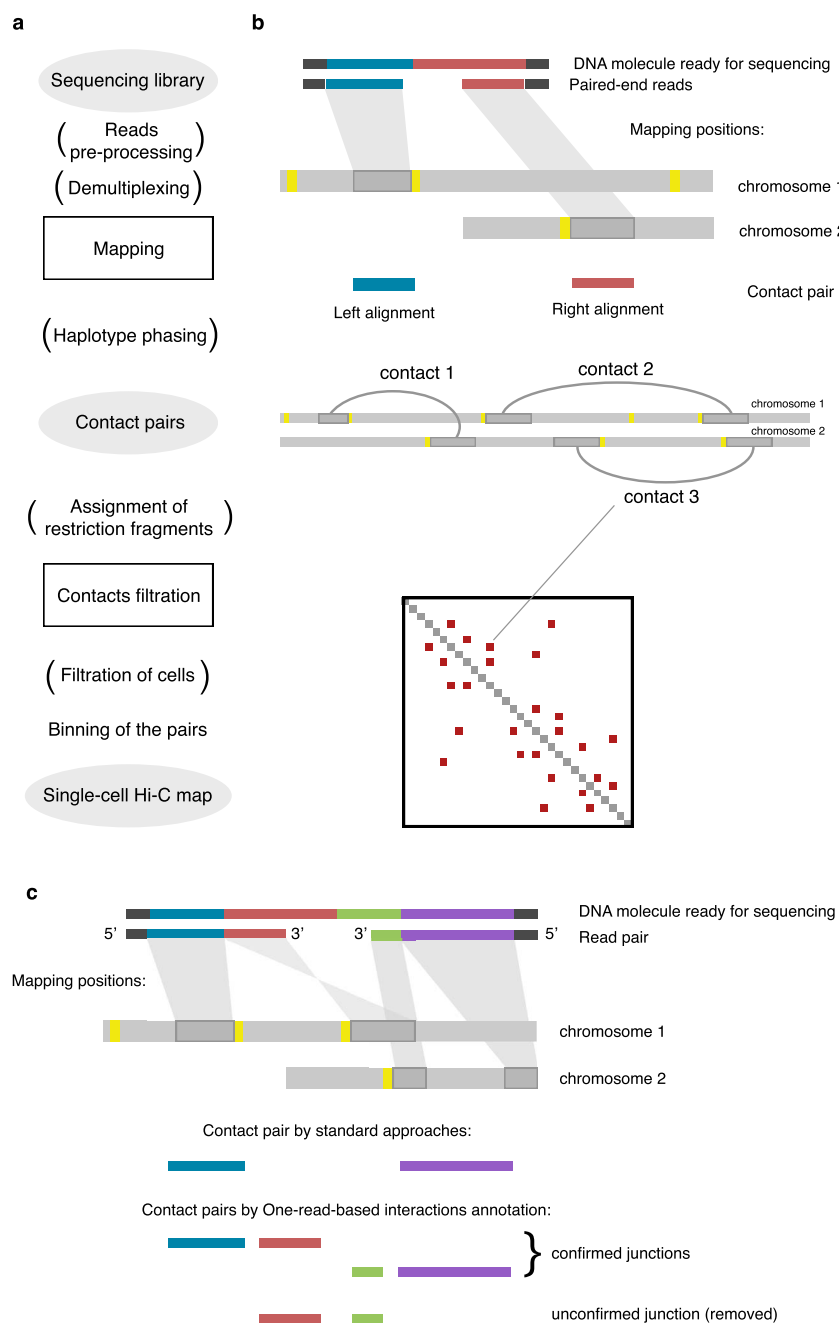 a
Sequencing library
(Reads
pre-processing)
(Demultiplexing)
Mapping
(Haplotype phasing)
Contact pairs
(Assignment of
restriction fragments)
Contacts filtration
(Filtration of cells)
Binning of the pairs
Single-cell Hi-C map
b
DNA molecule ready for sequencing
Paired-end reads
Mapping positions:
chromosome 1
chromosome 2
Contact pair
Left alignment
Right alignment
contact 1
contact 2
chromosome 1
chromosome 2
contact 3
c
DNA molecule ready for sequencing
5’ 3’ 3’ 5’ Read pair
Mapping positions:
chromosome 1
chromosome 2
Contact pair by standard approaches:
Contact pairs by One-read-based interactions annotation:
} confirmed junctions
unconfirmed junction (removed)